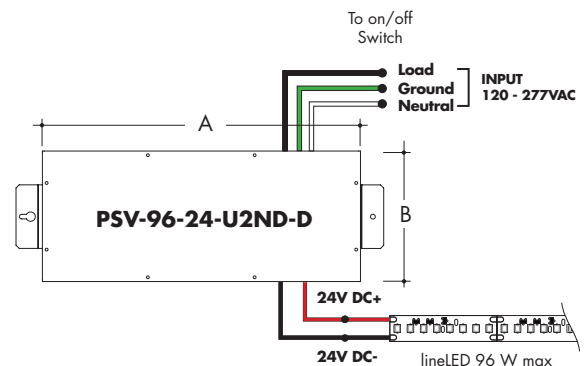 To on/off
Switch
Load
Ground
Neutral
INPUT
120 - 277VAC
A
B
PSV-96-24-U2ND-D
24V DC+
24V DC-
lineLED 96 W max